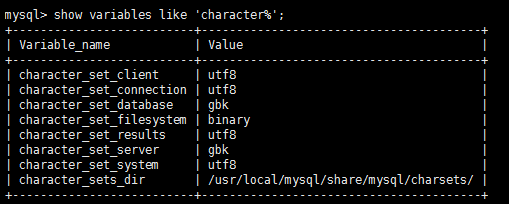 mysql> show variables like 'character%';
+--------------------------+----------------------------------+
| Variable_name | Value |
+--------------------------+----------------------------------+
| character_set_client | utf8 |
| character_set_connection | utf8 |
| character_set_database | gbk |
| character_set_filesystem | binary |
| character_set_results | utf8 |
| character_set_server | gbk |
| character_set_system | utf8 |
| character_sets_dir | /usr/local/mysql/share/mysql/charsets/ |
+--------------------------+----------------------------------+